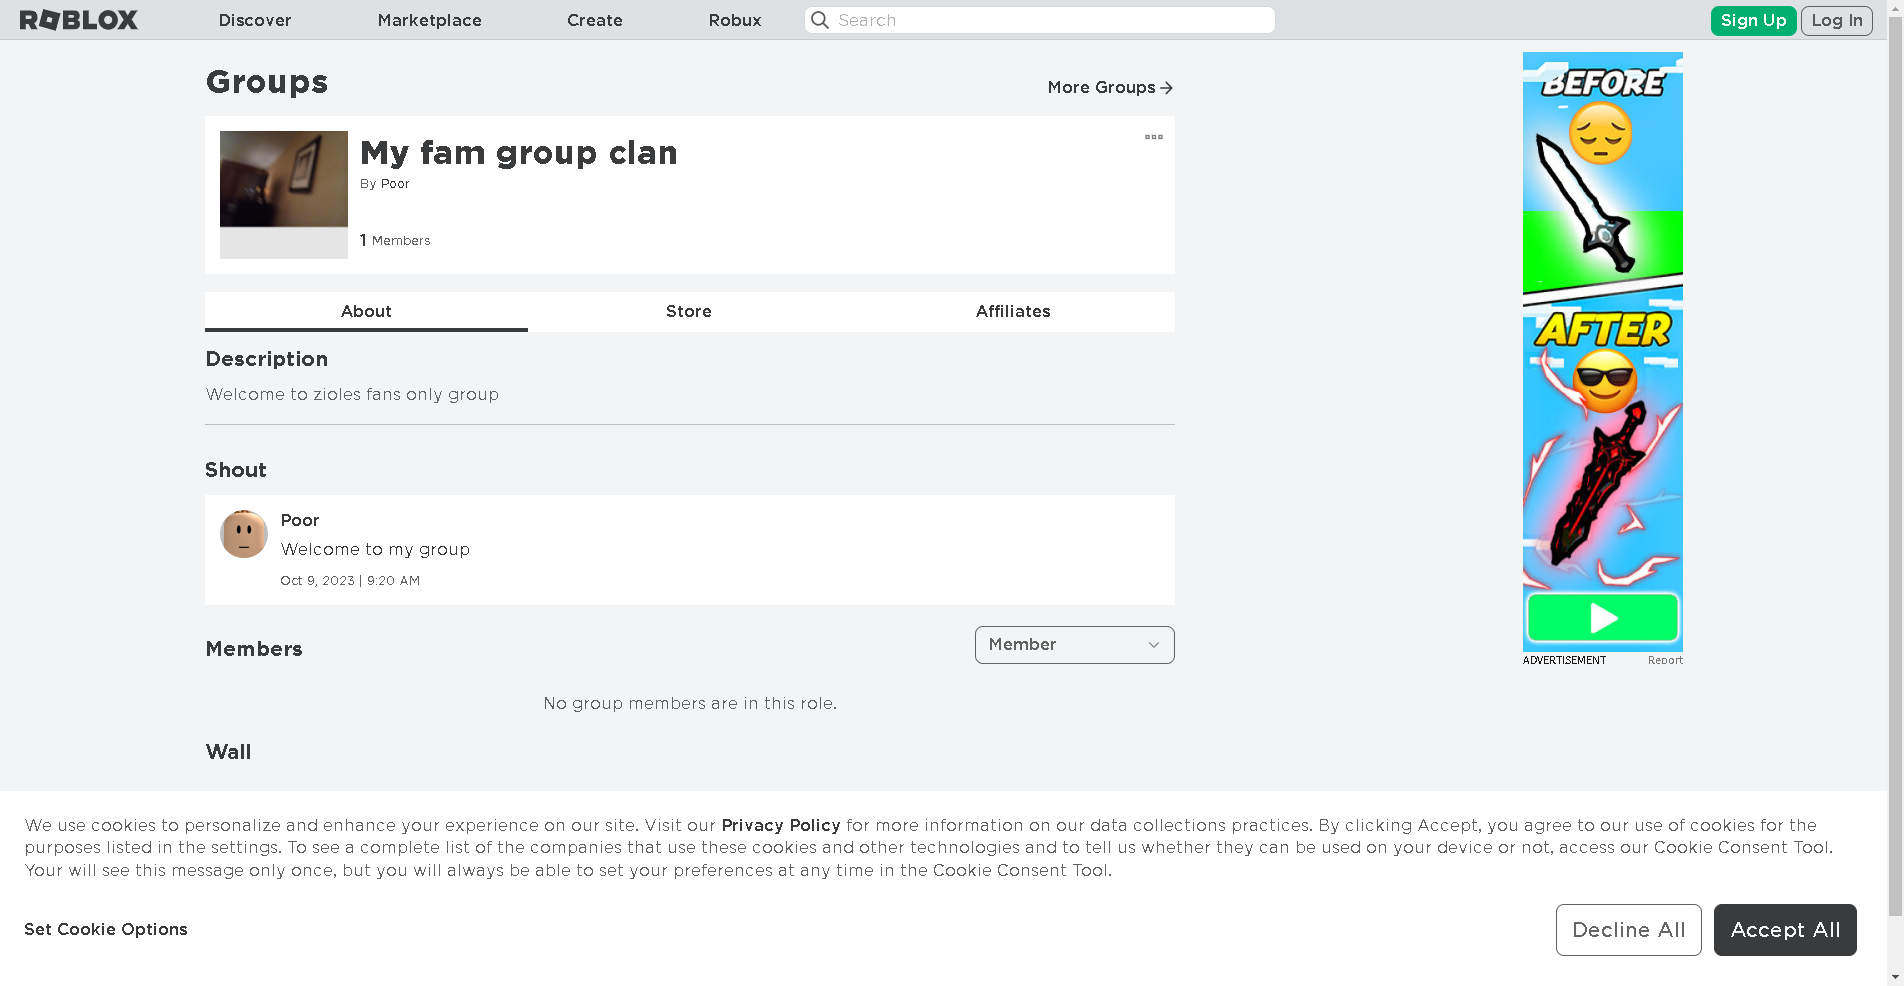 ROBLOX
Discover
Marketplace
Create
Robux
Search
Sign Up
Log In
Groups
More Groups
My fam group clan
By Poor
1 Members
About
Store
Affiliates
Description
Welcome to zioles fans only group
Shout
Poor
Welcome to my group
Oct 9, 2023 | 9:20 AM
Members
Member
No group members are in this role.
Wall
BEFORE
AFTER
ADVERTISEMENT
Report
We use cookies to personalize and enhance your experience on our site. Visit our Privacy Policy for more information on our data collections practices. By clicking Accept, you agree to our use of cookies for the
purposes listed in the settings. To see a complete list of the companies that use these cookies and other technologies and to tell us whether they can be used on your device or not, access our Cookie Consent Tool.
Your will see this message only once, but you will always be able to set your preferences at any time in the Cookie Consent Tool.
Set Cookie Options
Decline All
Accept All